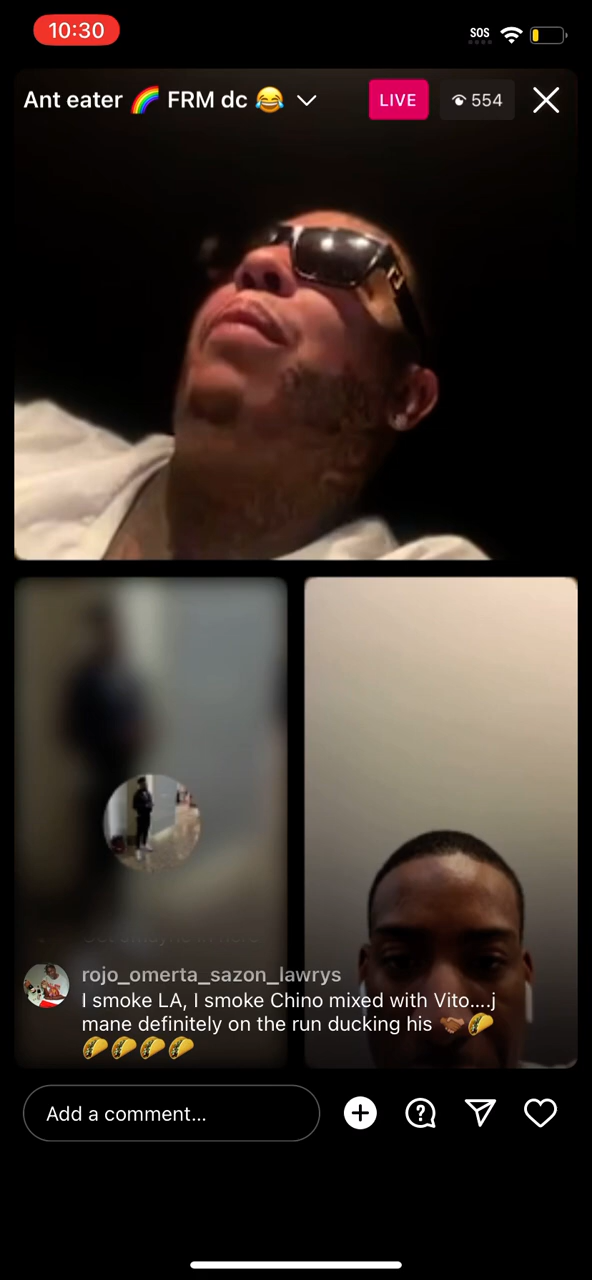 10:30
SOS
Ant eater 🌈 FRM dc 😂
LIVE
554
rojo_omerta_sazon_lawrys
I smoke LA, I smoke Chino mixed with Vito....j
mane definitely on the run ducking his 🤝🏾🌮
🌮🌮🌮🌮
Add a comment...